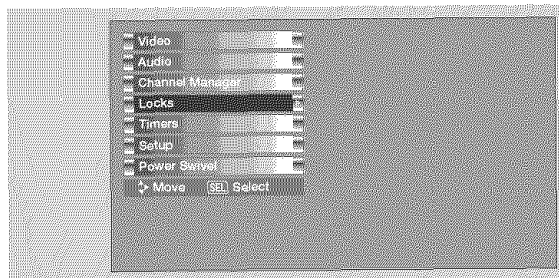 Video
Audio
Channel Manager
Locks
Timers
Setup
Power Swivel
Move SEL Select